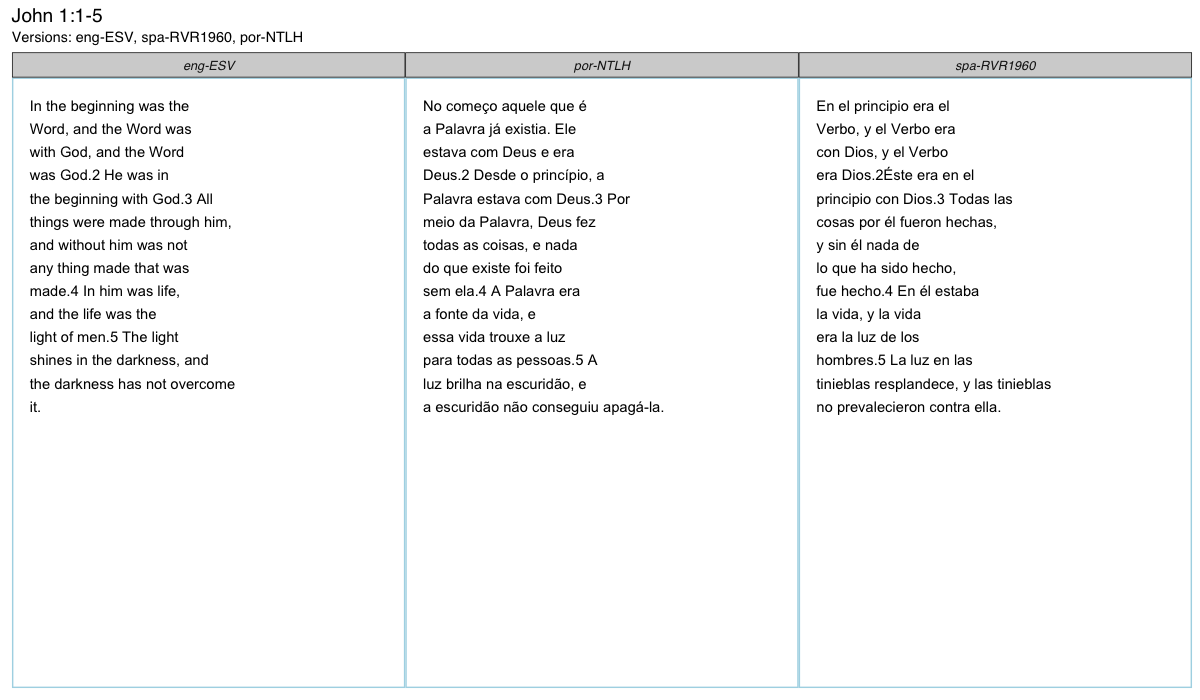 John 1:1-5
Versions: eng-ESV, spa-RVR1960, por-NTLH
eng-ESV
In the beginning was the
Word, and the Word was
with God, and the Word
was God.2 He was in
the beginning with God.3 All
things were made through him,
and without him was not
any thing made that was
made.4 In him was life,
and the life was the
light of men.5 The light
shines in the darkness, and
the darkness has not overcome
it.
por-NTLH
No começo aquele que é
a Palavra já existia. Ele
estava com Deus e era
Deus.2 Desde o princípio, a
Palavra estava com Deus.3 Por
meio da Palavra, Deus fez
todas as coisas, e nada
do que existe foi feito
sem ela.4 A Palavra era
a fonte da vida, e
essa vida trouxe a luz
para todas as pessoas.5 A
luz brilha na escuridão, e
a escuridão não conseguiu apagá-la.
spa-RVR1960
En el principio era el
Verbo, y el Verbo era
con Dios, y el Verbo
era Dios.2Éste era en el
principio con Dios.3 Todas las
cosas por él fueron hechas,
y sin él nada de
lo que ha sido hecho,
fue hecho.4 En él estaba
la vida, y la vida
era la luz de los
hombres.5 La luz en las
tinieblas resplandece, y las tinieblas
no prevalecieron contra ella.